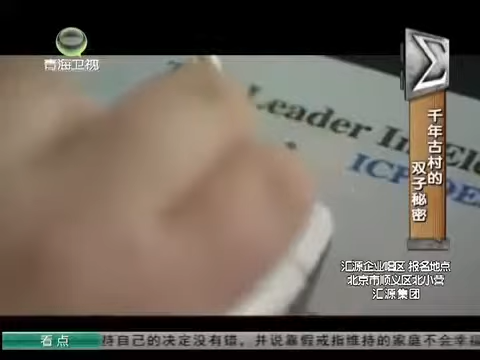 青海卫视
Leader In Ele
ICP-DE
千年古村的
双子秘密
汇源企业唱区 报名地点
北京市顺义区北小营
汇源集团
看点
持自己的决定没有错。并说靠假戒指维持的家庭不会幸福